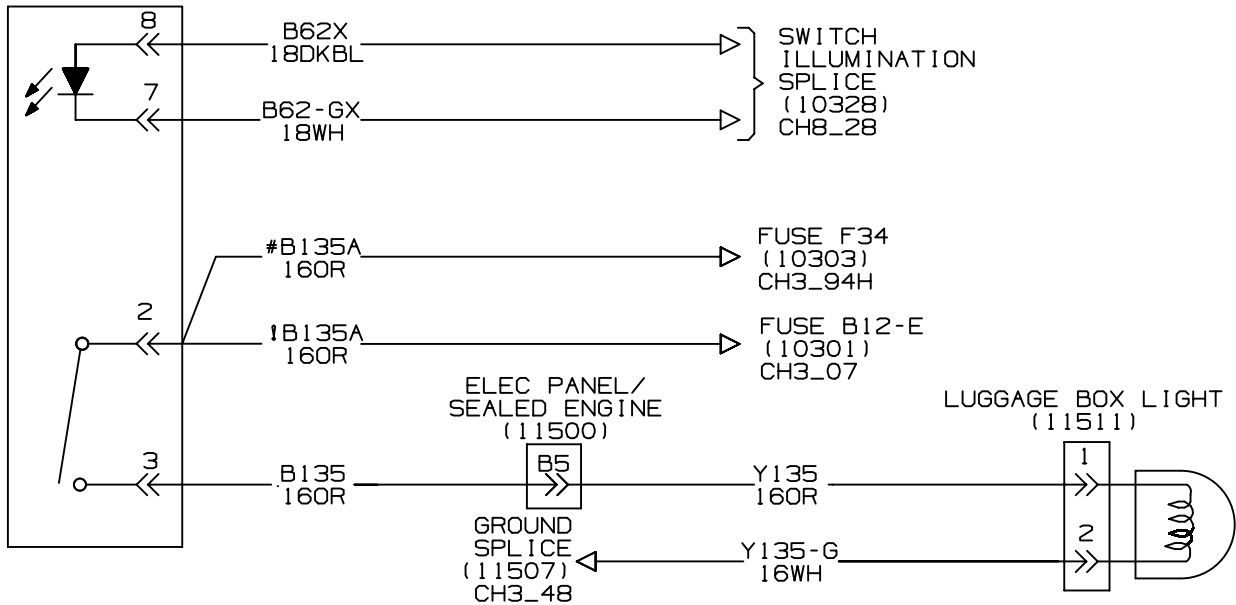 8
B62X
18DKBL
SWITCH
ILLUMINATION
SPLICE
(10328)
CH8_28
7
B62-GX
18WH
#B135A
16OR
FUSE F34
(10303)
CH3_94H
2
!B135A
16OR
FUSE B12-E
(10301)
CH3_07
ELEC PANEL/
SEALED ENGINE
(11500)
LUGGAGE BOX LIGHT
(11511)
3
B135
16OR
B5
Y135
16OR
1
GROUND
SPLICE
(11507)
CH3_48
Y135-G
16WH
2